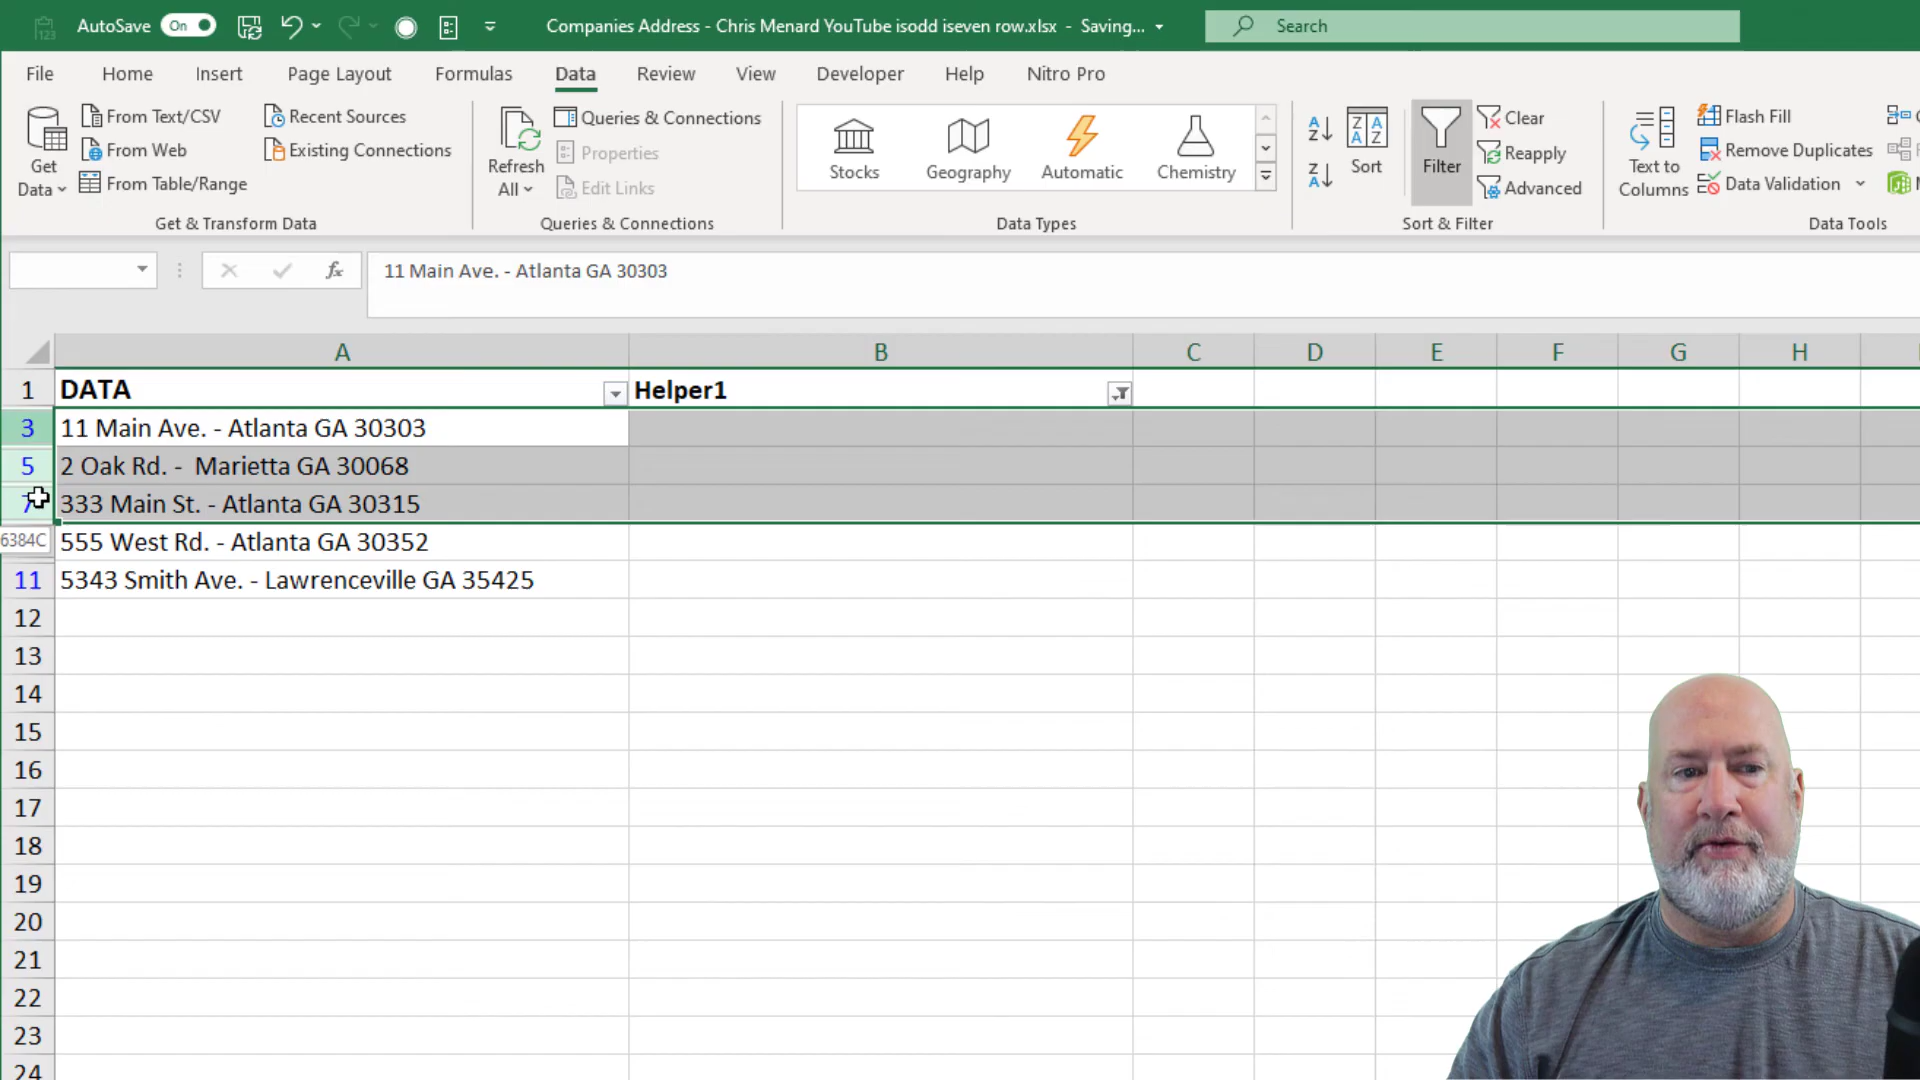 AutoSave On Companies Address - Chris Menard YouTube isodd iseven row.xlsx - Saving... Search
File Home Insert Page Layout Formulas Data Review View Developer Help Nitro Pro
Get Data
From Text/CSV
From Web
From Table/Range
Recent Sources
Existing Connections
Get & Transform Data
Refresh All
Queries & Connections
Properties
Edit Links
Queries & Connections
Stocks Geography Automatic Chemistry
Data Types
Sort
Filter
Clear
Reapply
Advanced
Sort & Filter
Text to Columns
Flash Fill
Remove Duplicates
Data Validation
Data Tools
fx 11 Main Ave. - Atlanta GA 30303
A B C D E F G H
1 DATA Helper1
3 11 Main Ave. - Atlanta GA 30303
5 2 Oak Rd. - Marietta GA 30068
7 333 Main St. - Atlanta GA 30315
6384C 555 West Rd. - Atlanta GA 30352
11 5343 Smith Ave. - Lawrenceville GA 35425
12
13
14
15
16
17
18
19
20
21
22
23
24